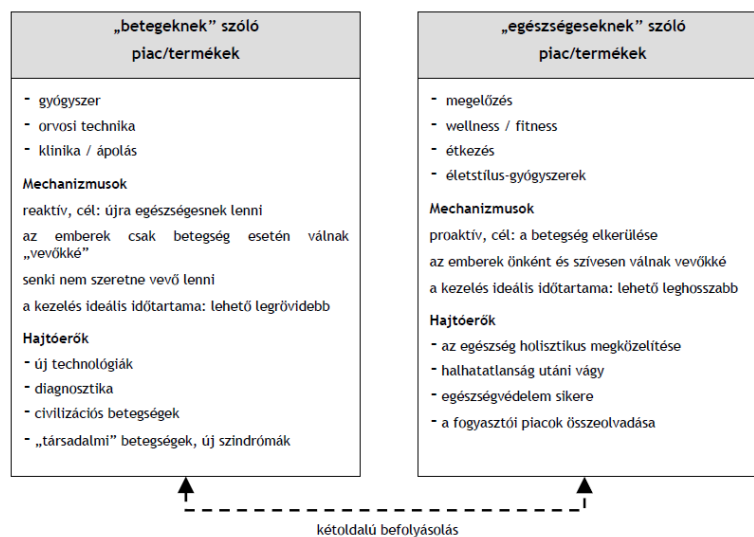 „betegeknek” szóló
piac/termékek
- gyógyszer
- orvosi technika
- klinika / ápolás
Mechanizmusok
reaktív, cél: újra egészségesnek lenni
az emberek csak betegség esetén válnak
„vevőkké”
senki nem szeretne vevő lenni
a kezelés ideális időtartama: lehető legrövidebb
Hajtóerők
- új technológiák
- diagnosztika
- civilizációs betegségek
- „társadalmi” betegségek, új szindrómák
„egészségeseknek” szóló
piac/termékek
- megelőzés
- wellness / fitness
- étkezés
- életstílus-gyógyszerek
Mechanizmusok
proaktív, cél: a betegség elkerülése
az emberek önként és szívesen válnak vevőkké
a kezelés ideális időtartama: lehető leghosszabb
Hajtóerők
- az egészség holisztikus megközelítése
- halhatatlanság utáni vágy
- egészségvédelem sikere
- a fogyasztói piacok összeolvadása
kétoldalú befolyásolás